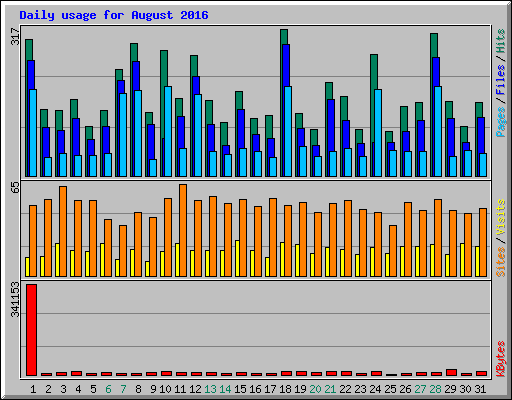 Daily usage for August 2016
317
Pages / Files / Hits
65
Sites / Visits
341153
KBytes
1 2 3 4 5 6 7 8 9 10 11 12 13 14 15 16 17 18 19 20 21 22 23 24 25 26 27 28 29 30 31